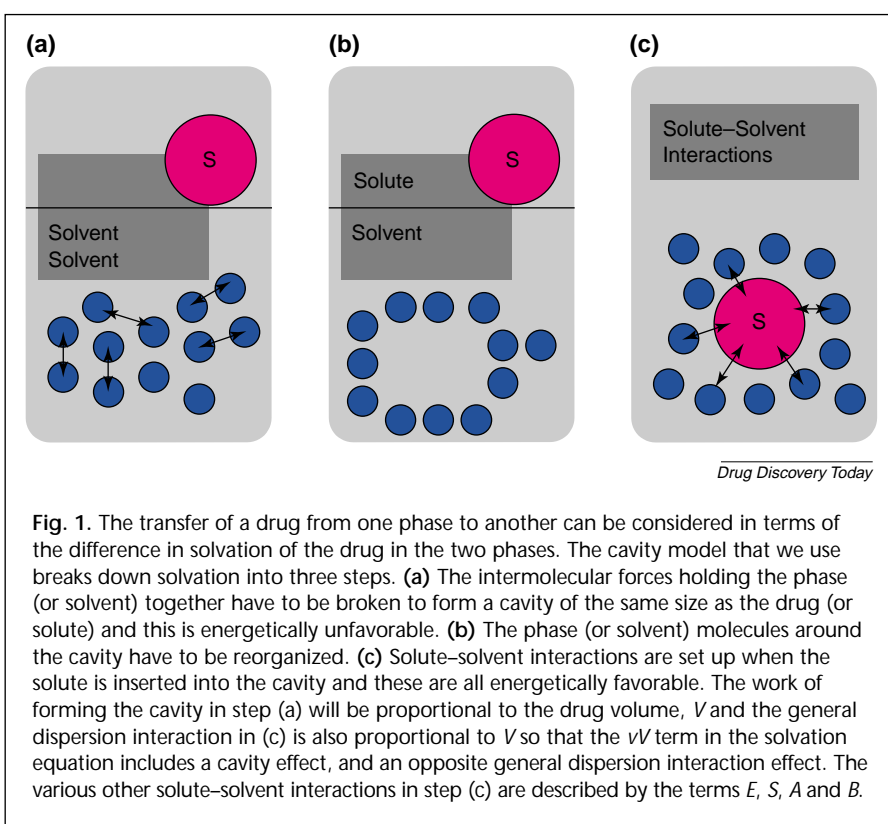 (a)
S
Solvent
Solvent
(b)
S
Solute
Solvent
(c)
Solute–Solvent
Interactions
S
Drug Discovery Today
Fig. 1. The transfer of a drug from one phase to another can be considered in terms of
the difference in solvation of the drug in the two phases. The cavity model that we use
breaks down solvation into three steps. (a) The intermolecular forces holding the phase
(or solvent) together have to be broken to form a cavity of the same size as the drug (or
solute) and this is energetically unfavorable. (b) The phase (or solvent) molecules around
the cavity have to be reorganized. (c) Solute–solvent interactions are set up when the
solute is inserted into the cavity and these are all energetically favorable. The work of
forming the cavity in step (a) will be proportional to the drug volume, V and the general
dispersion interaction in (c) is also proportional to V so that the vV term in the solvation
equation includes a cavity effect, and an opposite general dispersion interaction effect. The
various other solute–solvent interactions in step (c) are described by the terms E, S, A and B.